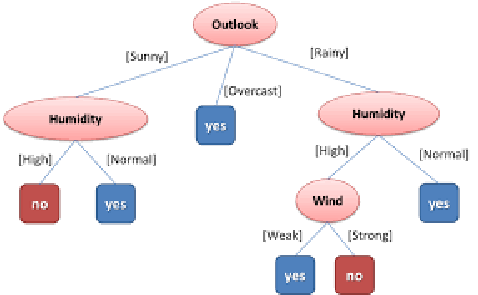 Outlook
[Sunny]
[Rainy]
[Overcast]
Humidity
yes
Humidity
[High]
[Normal]
[High]
[Normal]
no
yes
Wind
yes
[Weak]
[Strong]
yes
no